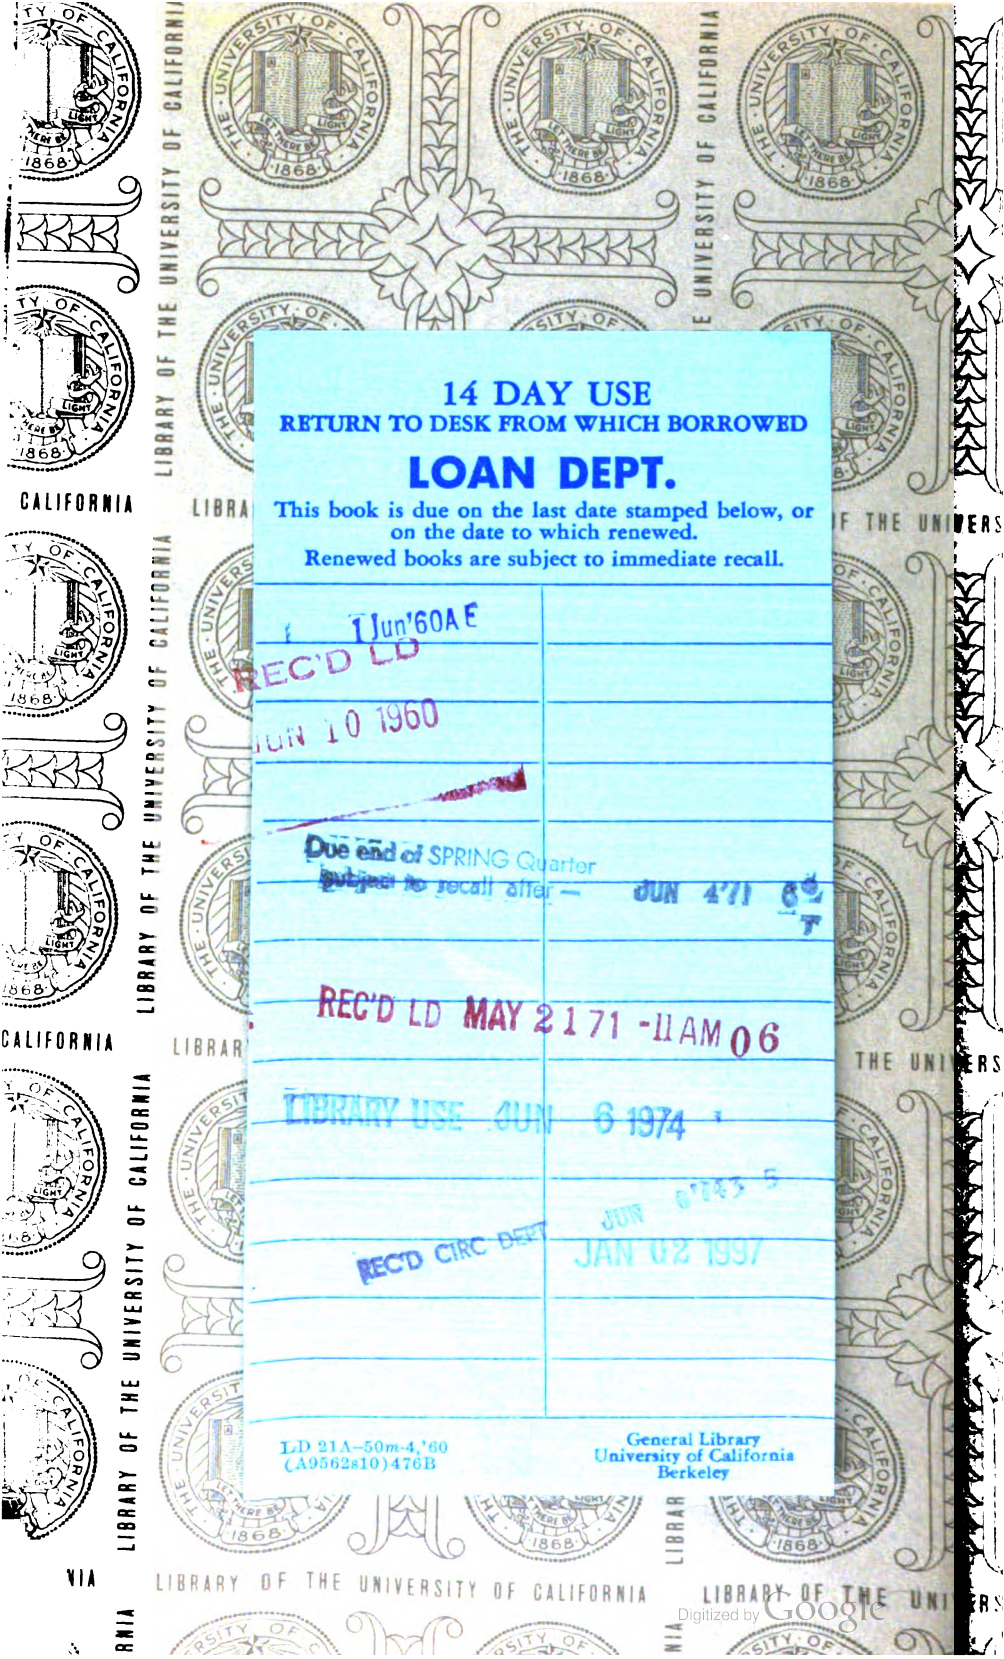 14 DAY USE
RETURN TO DESK FROM WHICH BORROWED
LOAN DEPT.
This book is due on the last date stamped below, or
on the date to which renewed.
Renewed books are subject to immediate recall.
1 Jun'60AE
REC'D LD
JUN 10 1960
Due end of SPRING Quarter
subject to recall after —
JUN 4'71
REC'D LD MAY 21 71 -11 AM 06
LIBRARY USE JUN 6 1974
JUN 6'74
REC'D CIRC DEPT
JAN 02 1997
LD 21A–50m-4,'60
(A9562s10)476B
General Library
University of California
Berkeley
LIBRARY OF THE UNIVERSITY OF CALIFORNIA
THE UNIVERSITY OF CALIFORNIA
LET THERE BE LIGHT
1868
Digitized by Google